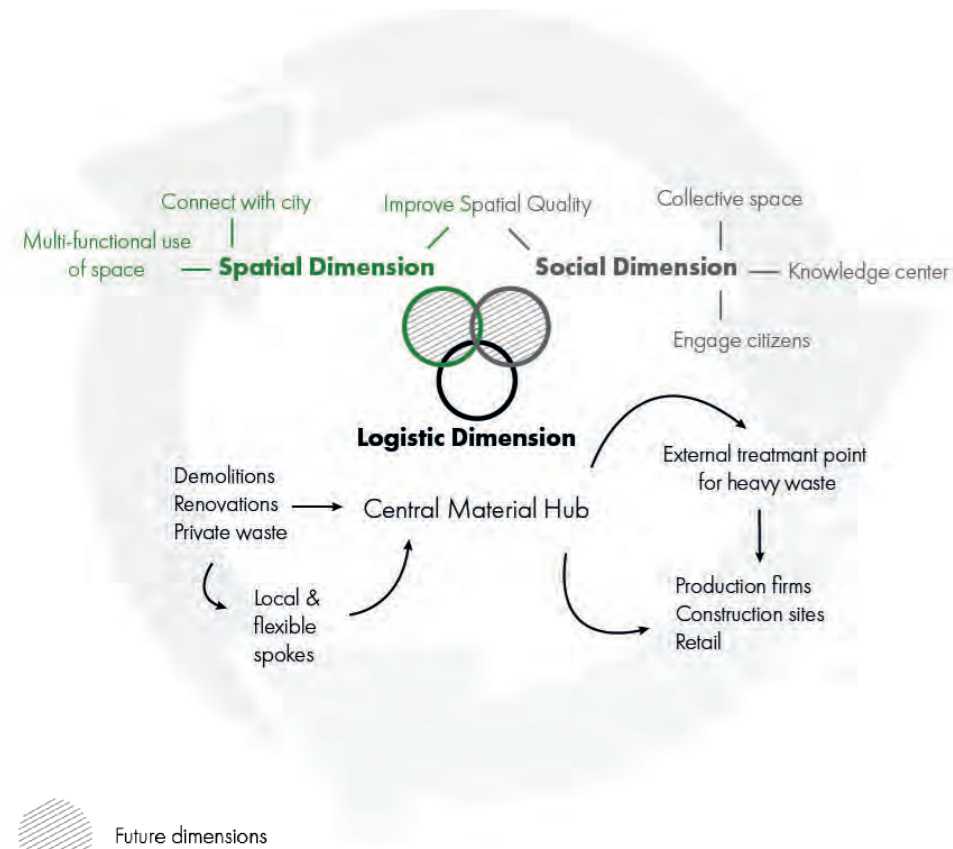 Connect with city
Improve Spatial Quality
Collective space
Multi-functional use
of space
Spatial Dimension
Social Dimension
Knowledge center
Engage citizens
Logistic Dimension
Demolitions
Renovations
Private waste
Central Material Hub
External treatmant point
for heavy waste
Local &
flexible
spokes
Production firms
Construction sites
Retail
Future dimensions